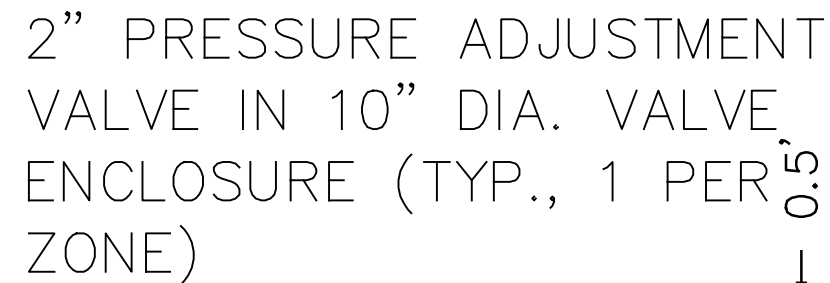 2” PRESSURE ADJUSTMENT
VALVE IN 10” DIA. VALVE
ENCLOSURE (TYP., 1 PER
ZONE)
0.5’